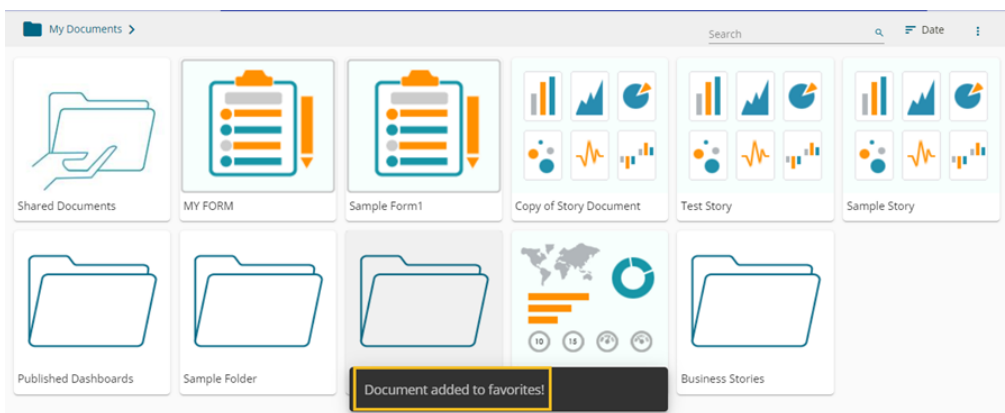 My Documents
Search
Date
Shared Documents
MY FORM
Sample Form1
Copy of Story Document
Test Story
Sample Story
10
15
Published Dashboards
Sample Folder
Business Stories
Document added to favorites!